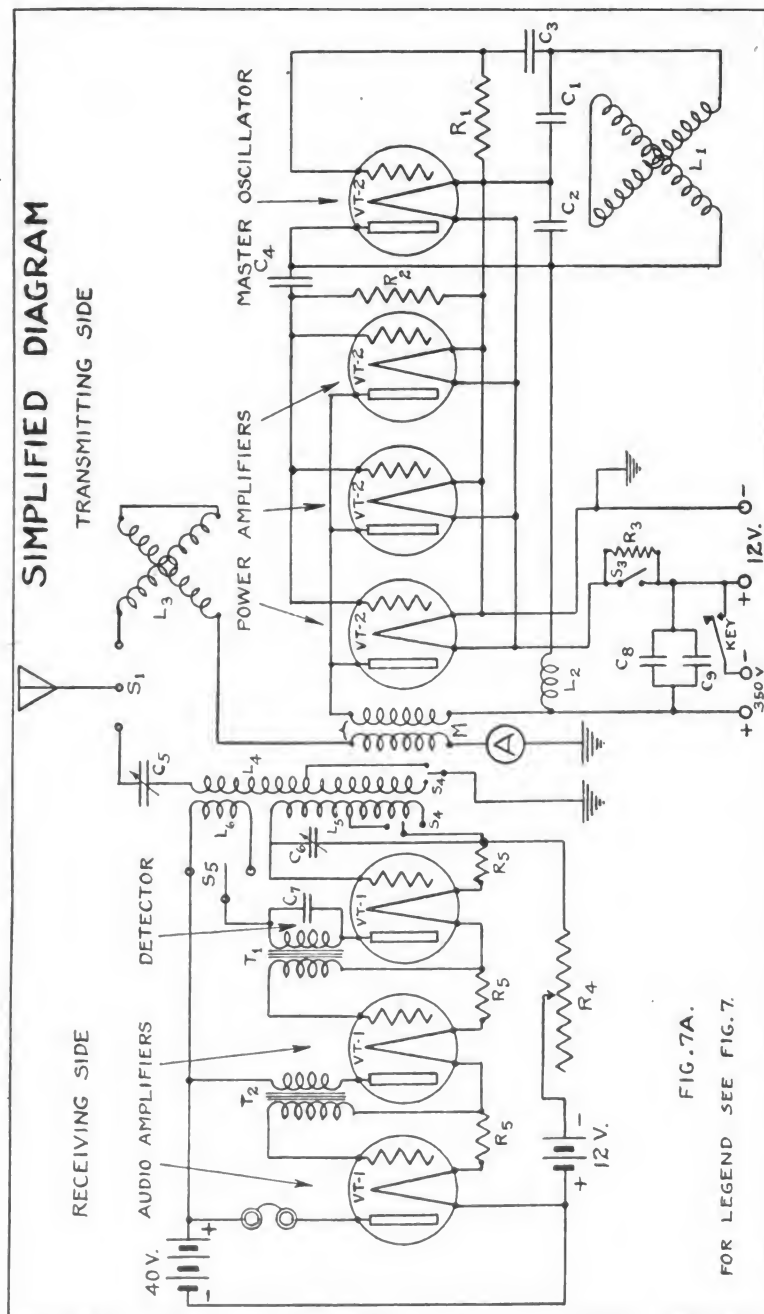 SIMPLIFIED DIAGRAM
RECEIVING SIDE
TRANSMITTING SIDE
AUDIO AMPLIFIERS
DETECTOR
POWER AMPLIFIERS
MASTER OSCILLATOR
40 V.
-
+
T2
T1
C7
S5
L6
C5
L4
S1
L3
C4
R2
C6
L5
S4
S4
M
A
VT-1
VT-1
VT-1
VT-2
VT-2
VT-2
VT-2
R5
R5
R5
R1
C3
C2
C1
L1
L2
S3
R3
C8
C9
KEY
R4
+
-
12 V.
+
350 V
-
+
12 V.
-
FIG. 7A.
FOR LEGEND SEE FIG. 7.